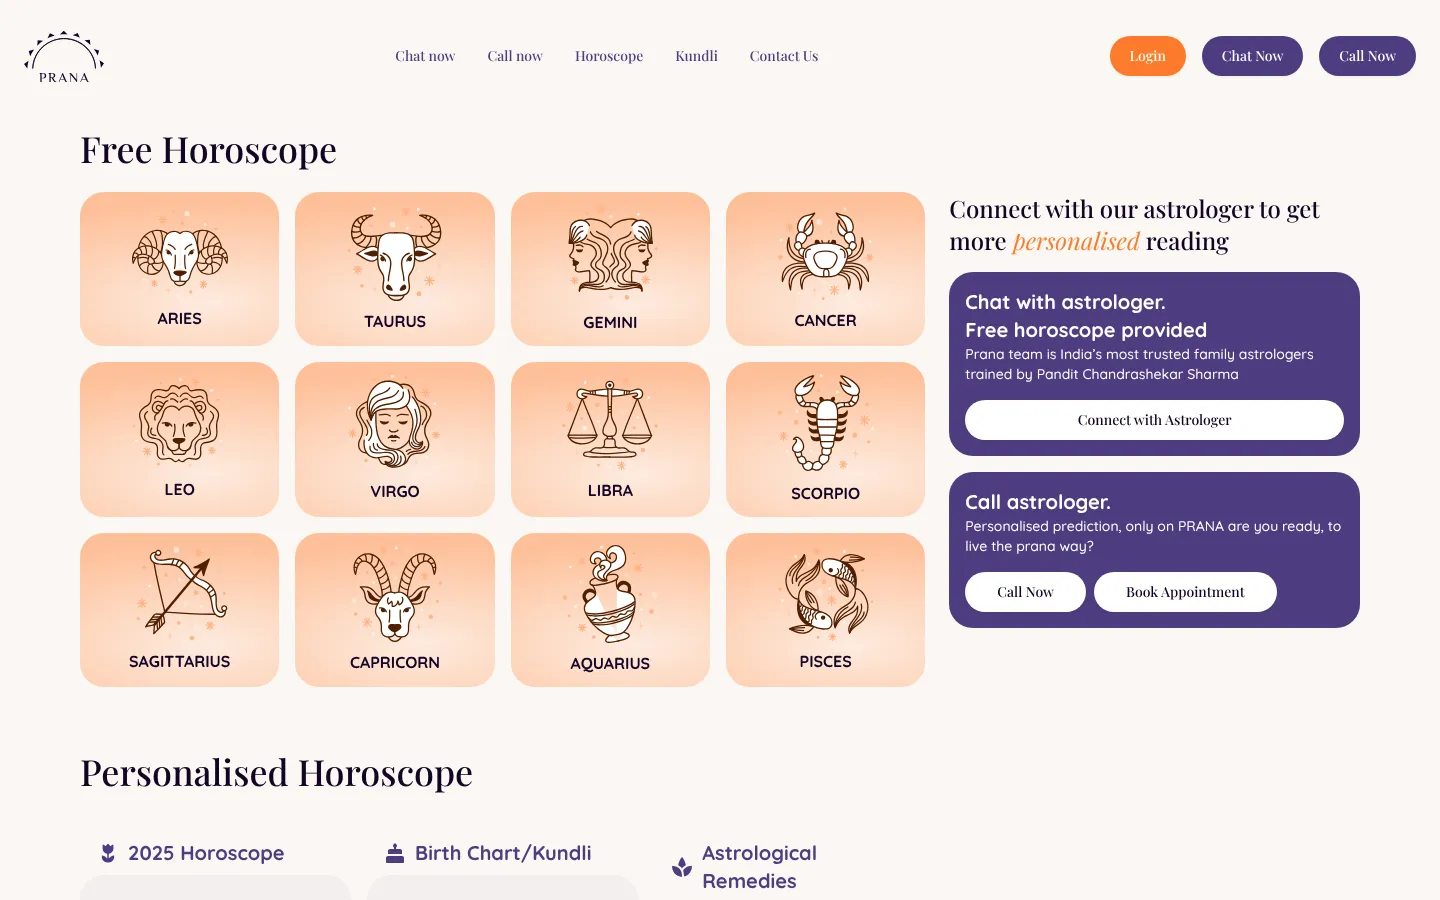 PRANA
Chat now
Call now
Horoscope
Kundli
Contact Us
Login
Chat Now
Call Now
Free Horoscope
ARIES
TAURUS
GEMINI
CANCER
LEO
VIRGO
LIBRA
SCORPIO
SAGITTARIUS
CAPRICORN
AQUARIUS
PISCES
Connect with our astrologer to get
more personalised reading
Chat with astrologer.
Free horoscope provided
Prana team is India's most trusted family astrologers
trained by Pandit Chandrashekar Sharma
Connect with Astrologer
Call astrologer.
Personalised prediction, only on PRANA are you ready, to
live the prana way?
Call Now
Book Appointment
Personalised Horoscope
2025 Horoscope
Birth Chart/Kundli
Astrological
Remedies